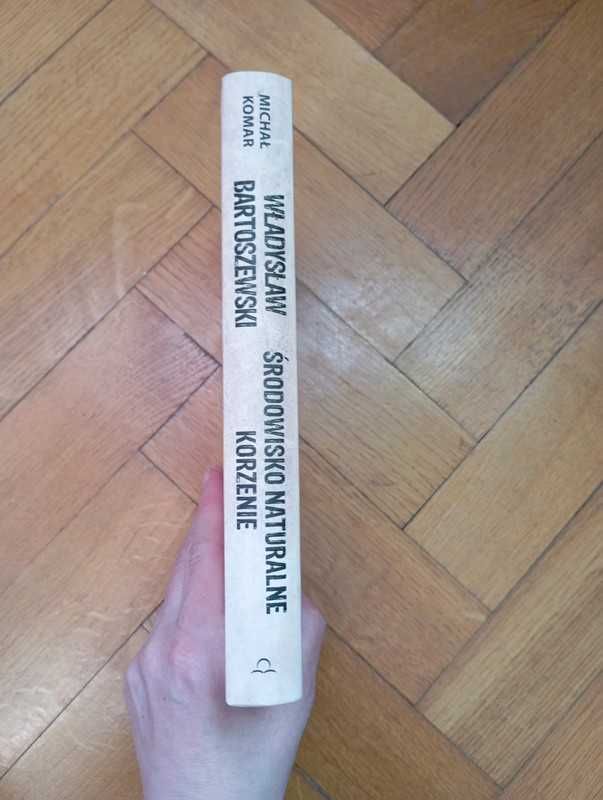 MICHAŁ
KOMAR
WŁADYSŁAW
BARTOSZEWSKI
ŚRODOWISKO NATURALNE
KORZENIE